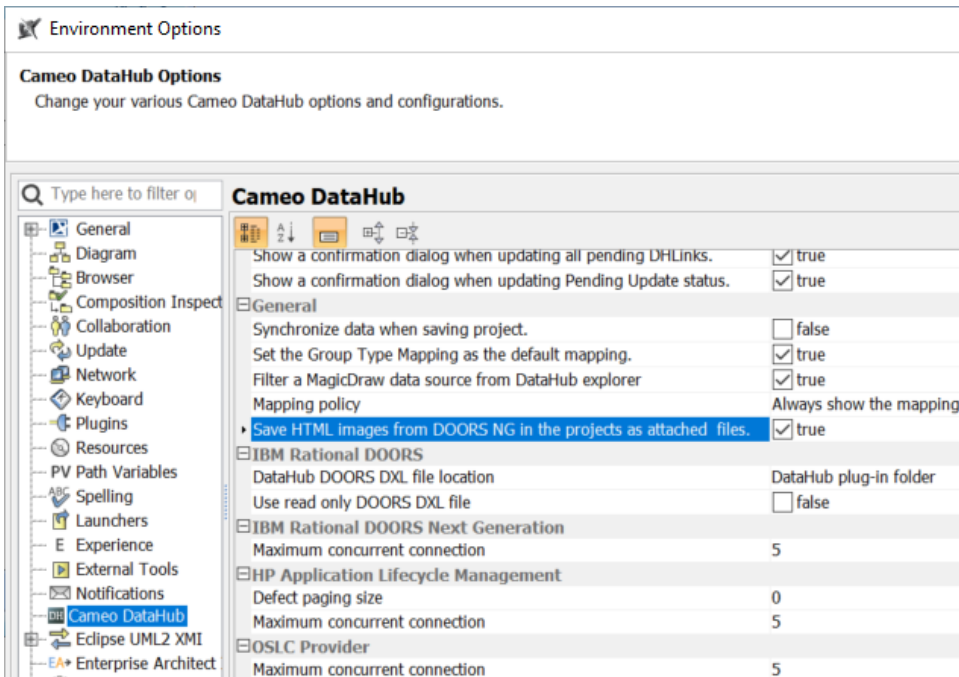 Environment Options
Cameo DataHub Options
Change your various Cameo DataHub options and configurations.
Type here to filter o
Cameo DataHub
General
Diagram
Browser
Composition Inspect
Collaboration
Update
Network
Keyboard
Plugins
Resources
PV Path Variables
ABC Spelling
Launchers
E Experience
External Tools
Notifications
DH Cameo DataHub
Eclipse UML2 XMI
EA Enterprise Architect
A Z
Show a confirmation dialog when updating all pending DHLinks. true
Show a confirmation dialog when updating Pending Update status. true
General
Synchronize data when saving project. false
Set the Group Type Mapping as the default mapping. true
Filter a MagicDraw data source from DataHub explorer true
Mapping policy Always show the mapping
Save HTML images from DOORS NG in the projects as attached files. true
IBM Rational DOORS
DataHub DOORS DXL file location DataHub plug-in folder
Use read only DOORS DXL file false
IBM Rational DOORS Next Generation
Maximum concurrent connection 5
HP Application Lifecycle Management
Defect paging size 0
Maximum concurrent connection 5
OSLC Provider
Maximum concurrent connection 5